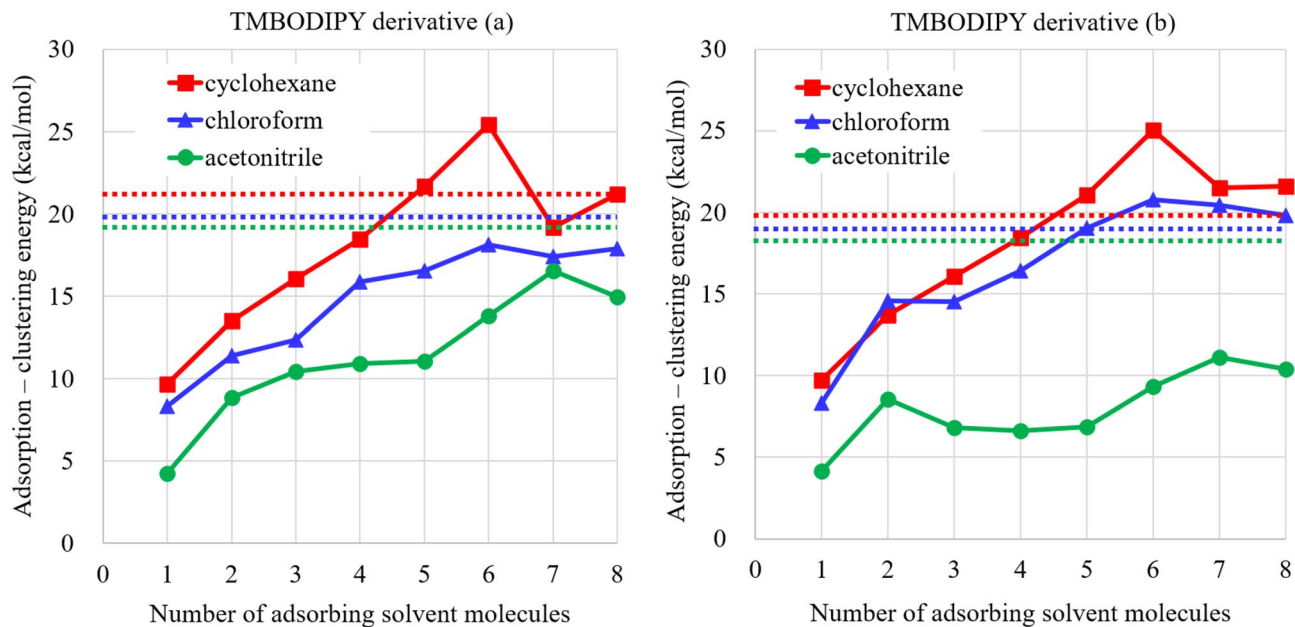 TMBODIPY derivative (a)
Adsorption – clustering energy (kcal/mol)
30
25
20
15
10
5
0
cyclohexane
chloroform
acetonitrile
0 1 2 3 4 5 6 7 8
Number of adsorbing solvent molecules
TMBODIPY derivative (b)
Adsorption – clustering energy (kcal/mol)
30
25
20
15
10
5
0
cyclohexane
chloroform
acetonitrile
0 1 2 3 4 5 6 7 8
Number of adsorbing solvent molecules